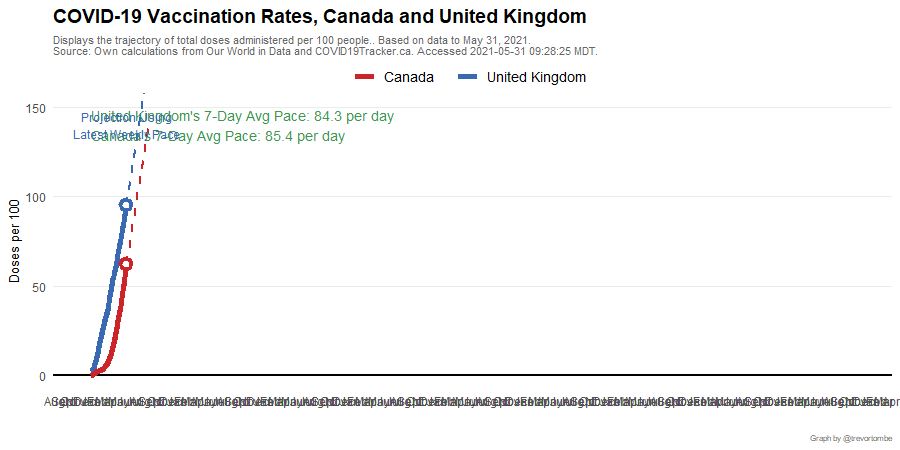 COVID-19 Vaccination Rates, Canada and United Kingdom
Displays the trajectory of total doses administered per 100 people.. Based on data to May 31, 2021.
Source: Own calculations from Our World in Data and COVID19Tracker.ca. Accessed 2021-05-31 09:28:25 MDT.
Canada
United Kingdom
150
United Kingdom's 7-Day Avg Pace: 84.3 per day
Projection Using
Latest Weekly Pace
Canada's 7-Day Avg Pace: 85.4 per day
100
50
0
Doses per 100
Graph by @trevortombe